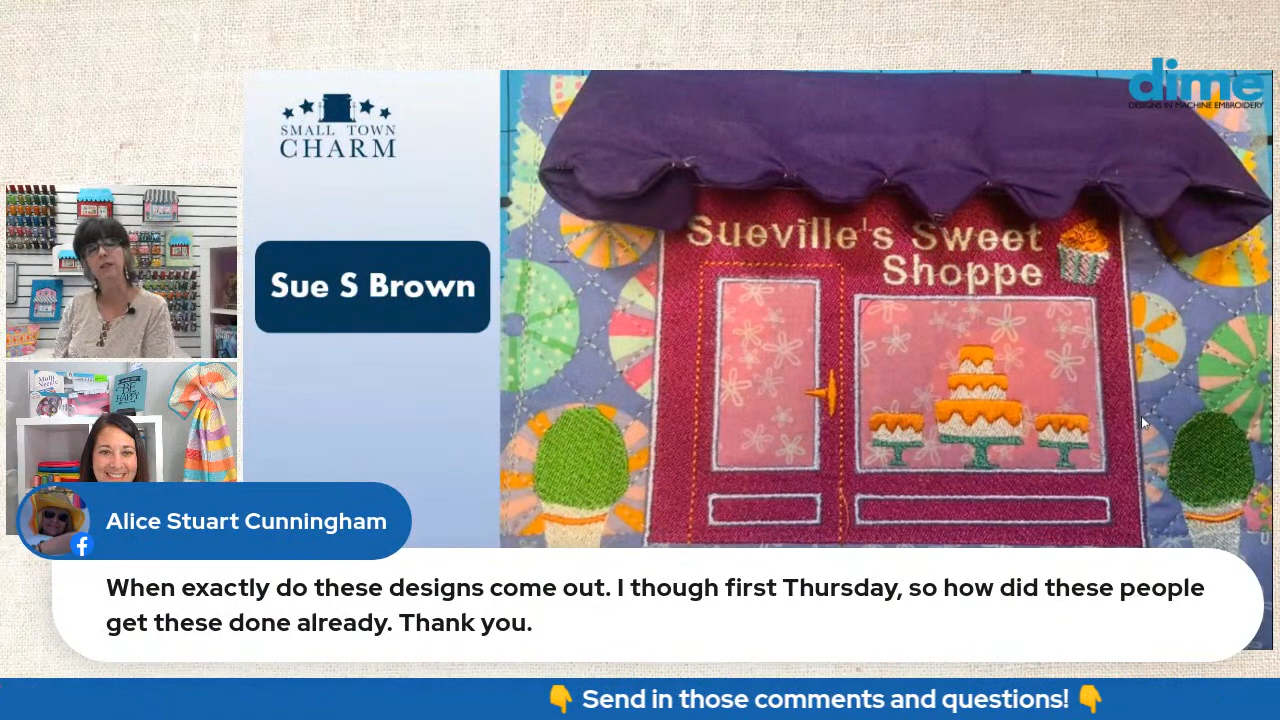 dime
DESIGNS IN MACHINE EMBROIDERY
SMALL TOWN
CHARM
Sue S Brown
Sueville's Sweet
Shoppe
Alice Stuart Cunningham
When exactly do these designs come out. I though first Thursday, so how did these people
get these done already. Thank you.
👇 Send in those comments and questions! 👇